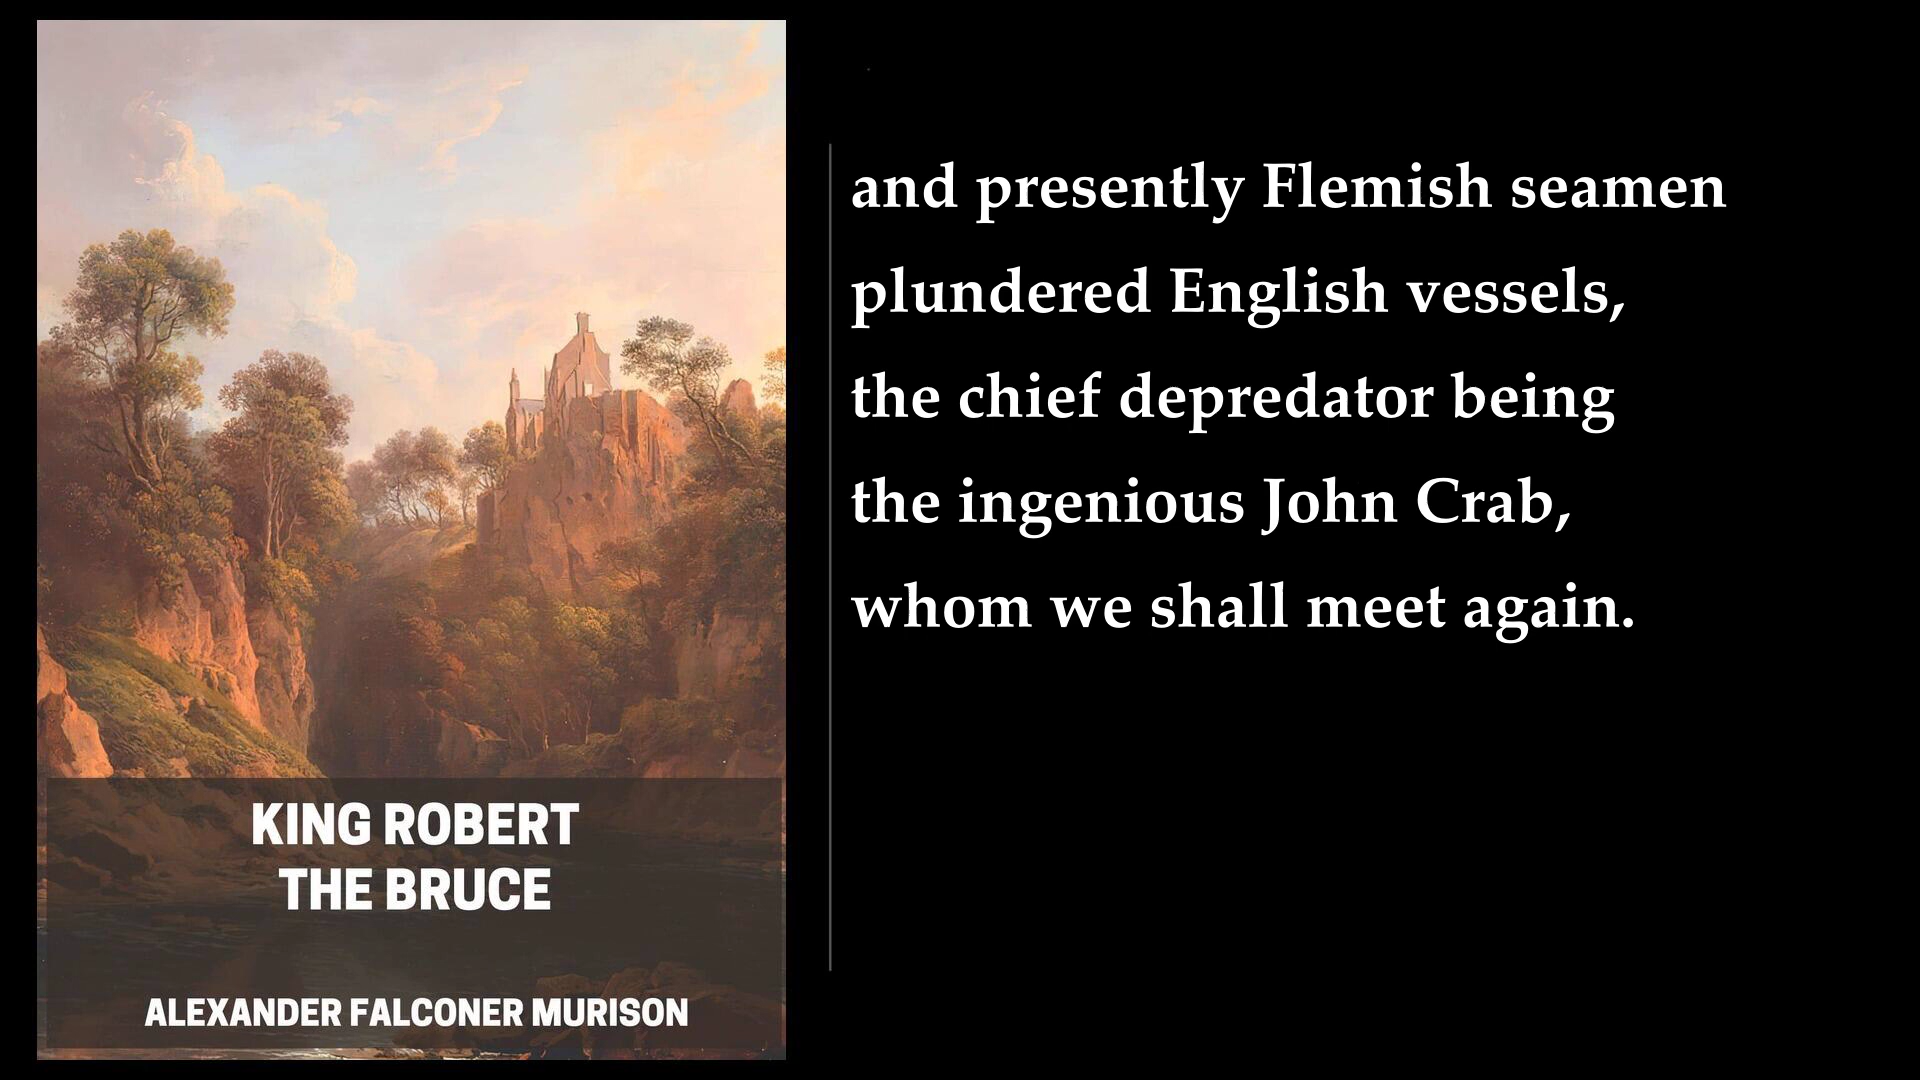 KING ROBERT
THE BRUCE
ALEXANDER FALCONER MURISON
and presently Flemish seamen
plundered English vessels,
the chief depredator being
the ingenious John Crab,
whom we shall meet again.